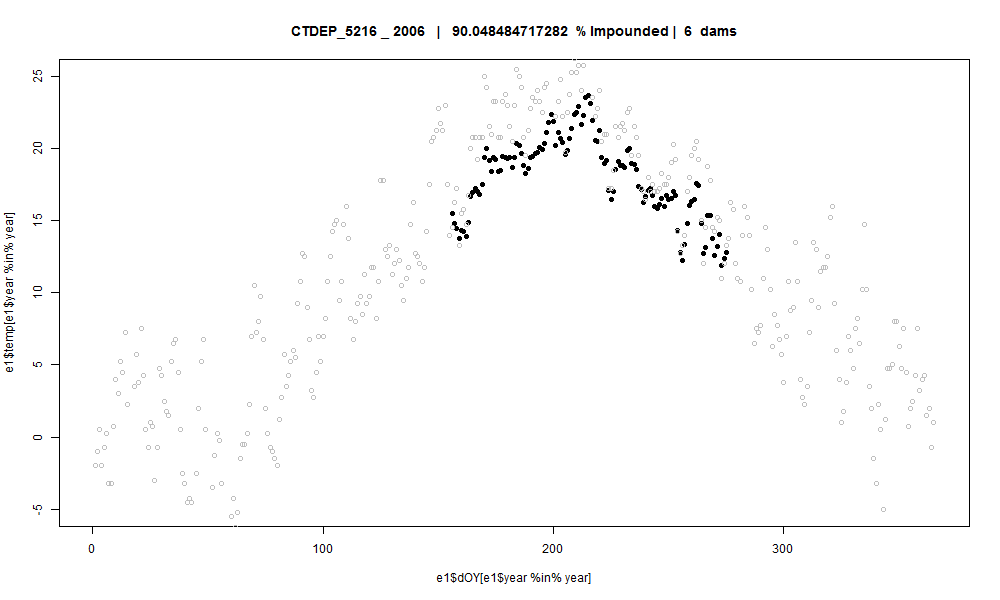 CTDEP_5216 _ 2006 | 90.048484717282 % Impounded | 6 dams
e1$temp[e1$year %in% year]
25
20
15
10
5
0
-5
0 100 200 300
e1$dOY[e1$year %in% year]